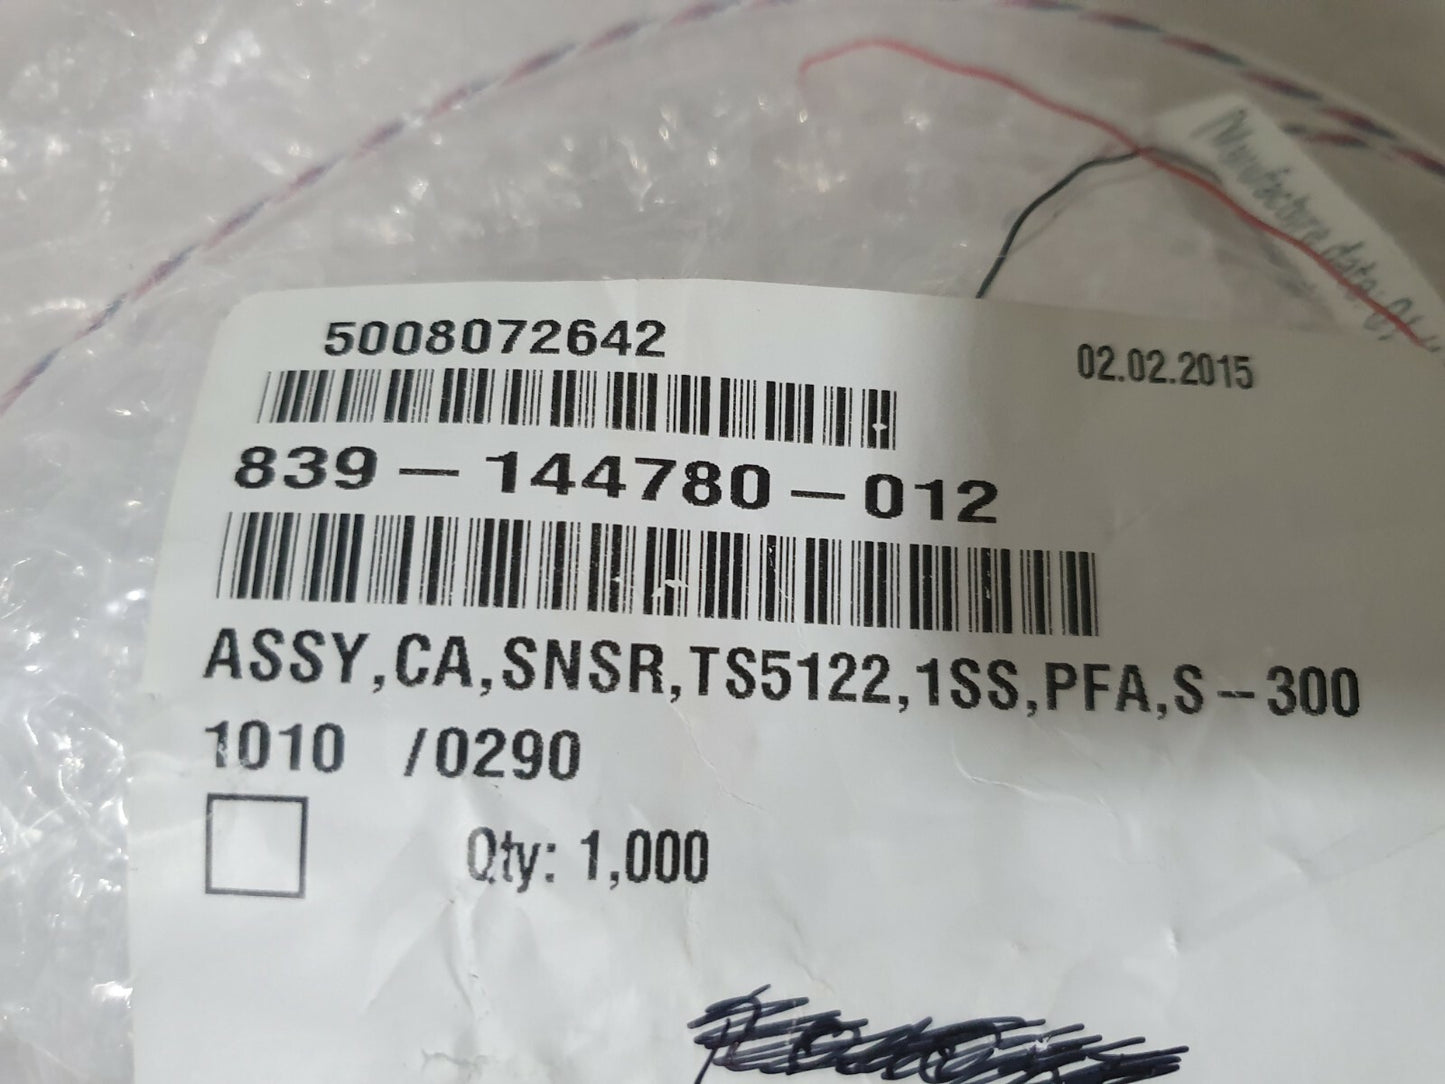 Manufacture data:
5008072642
02.02.2015
839-144780-012
ASSY,CA,SNSR,TS5122,1SS,PFA,S-300
1010 /0290
Qty: 1,000